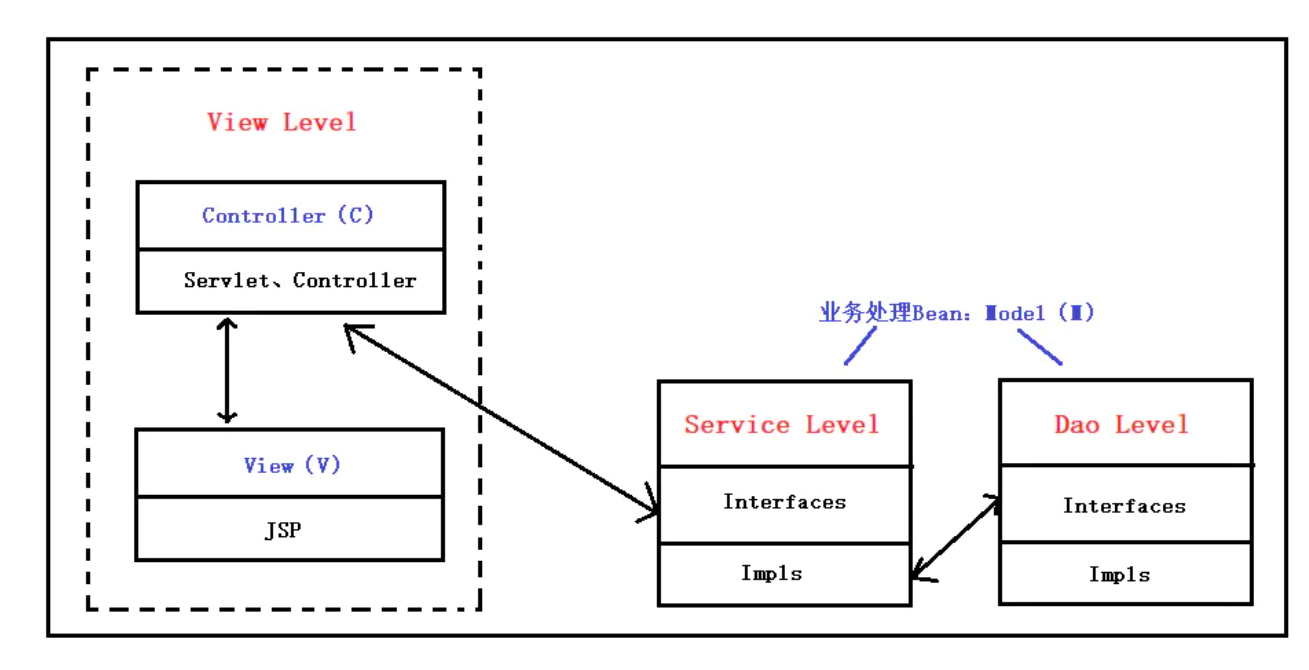 View Level
Controller（C）
Servlet、Controller
View（V）
JSP
业务处理Bean：Model（M）
Service Level
Interfaces
Impls
Dao Level
Interfaces
Impls